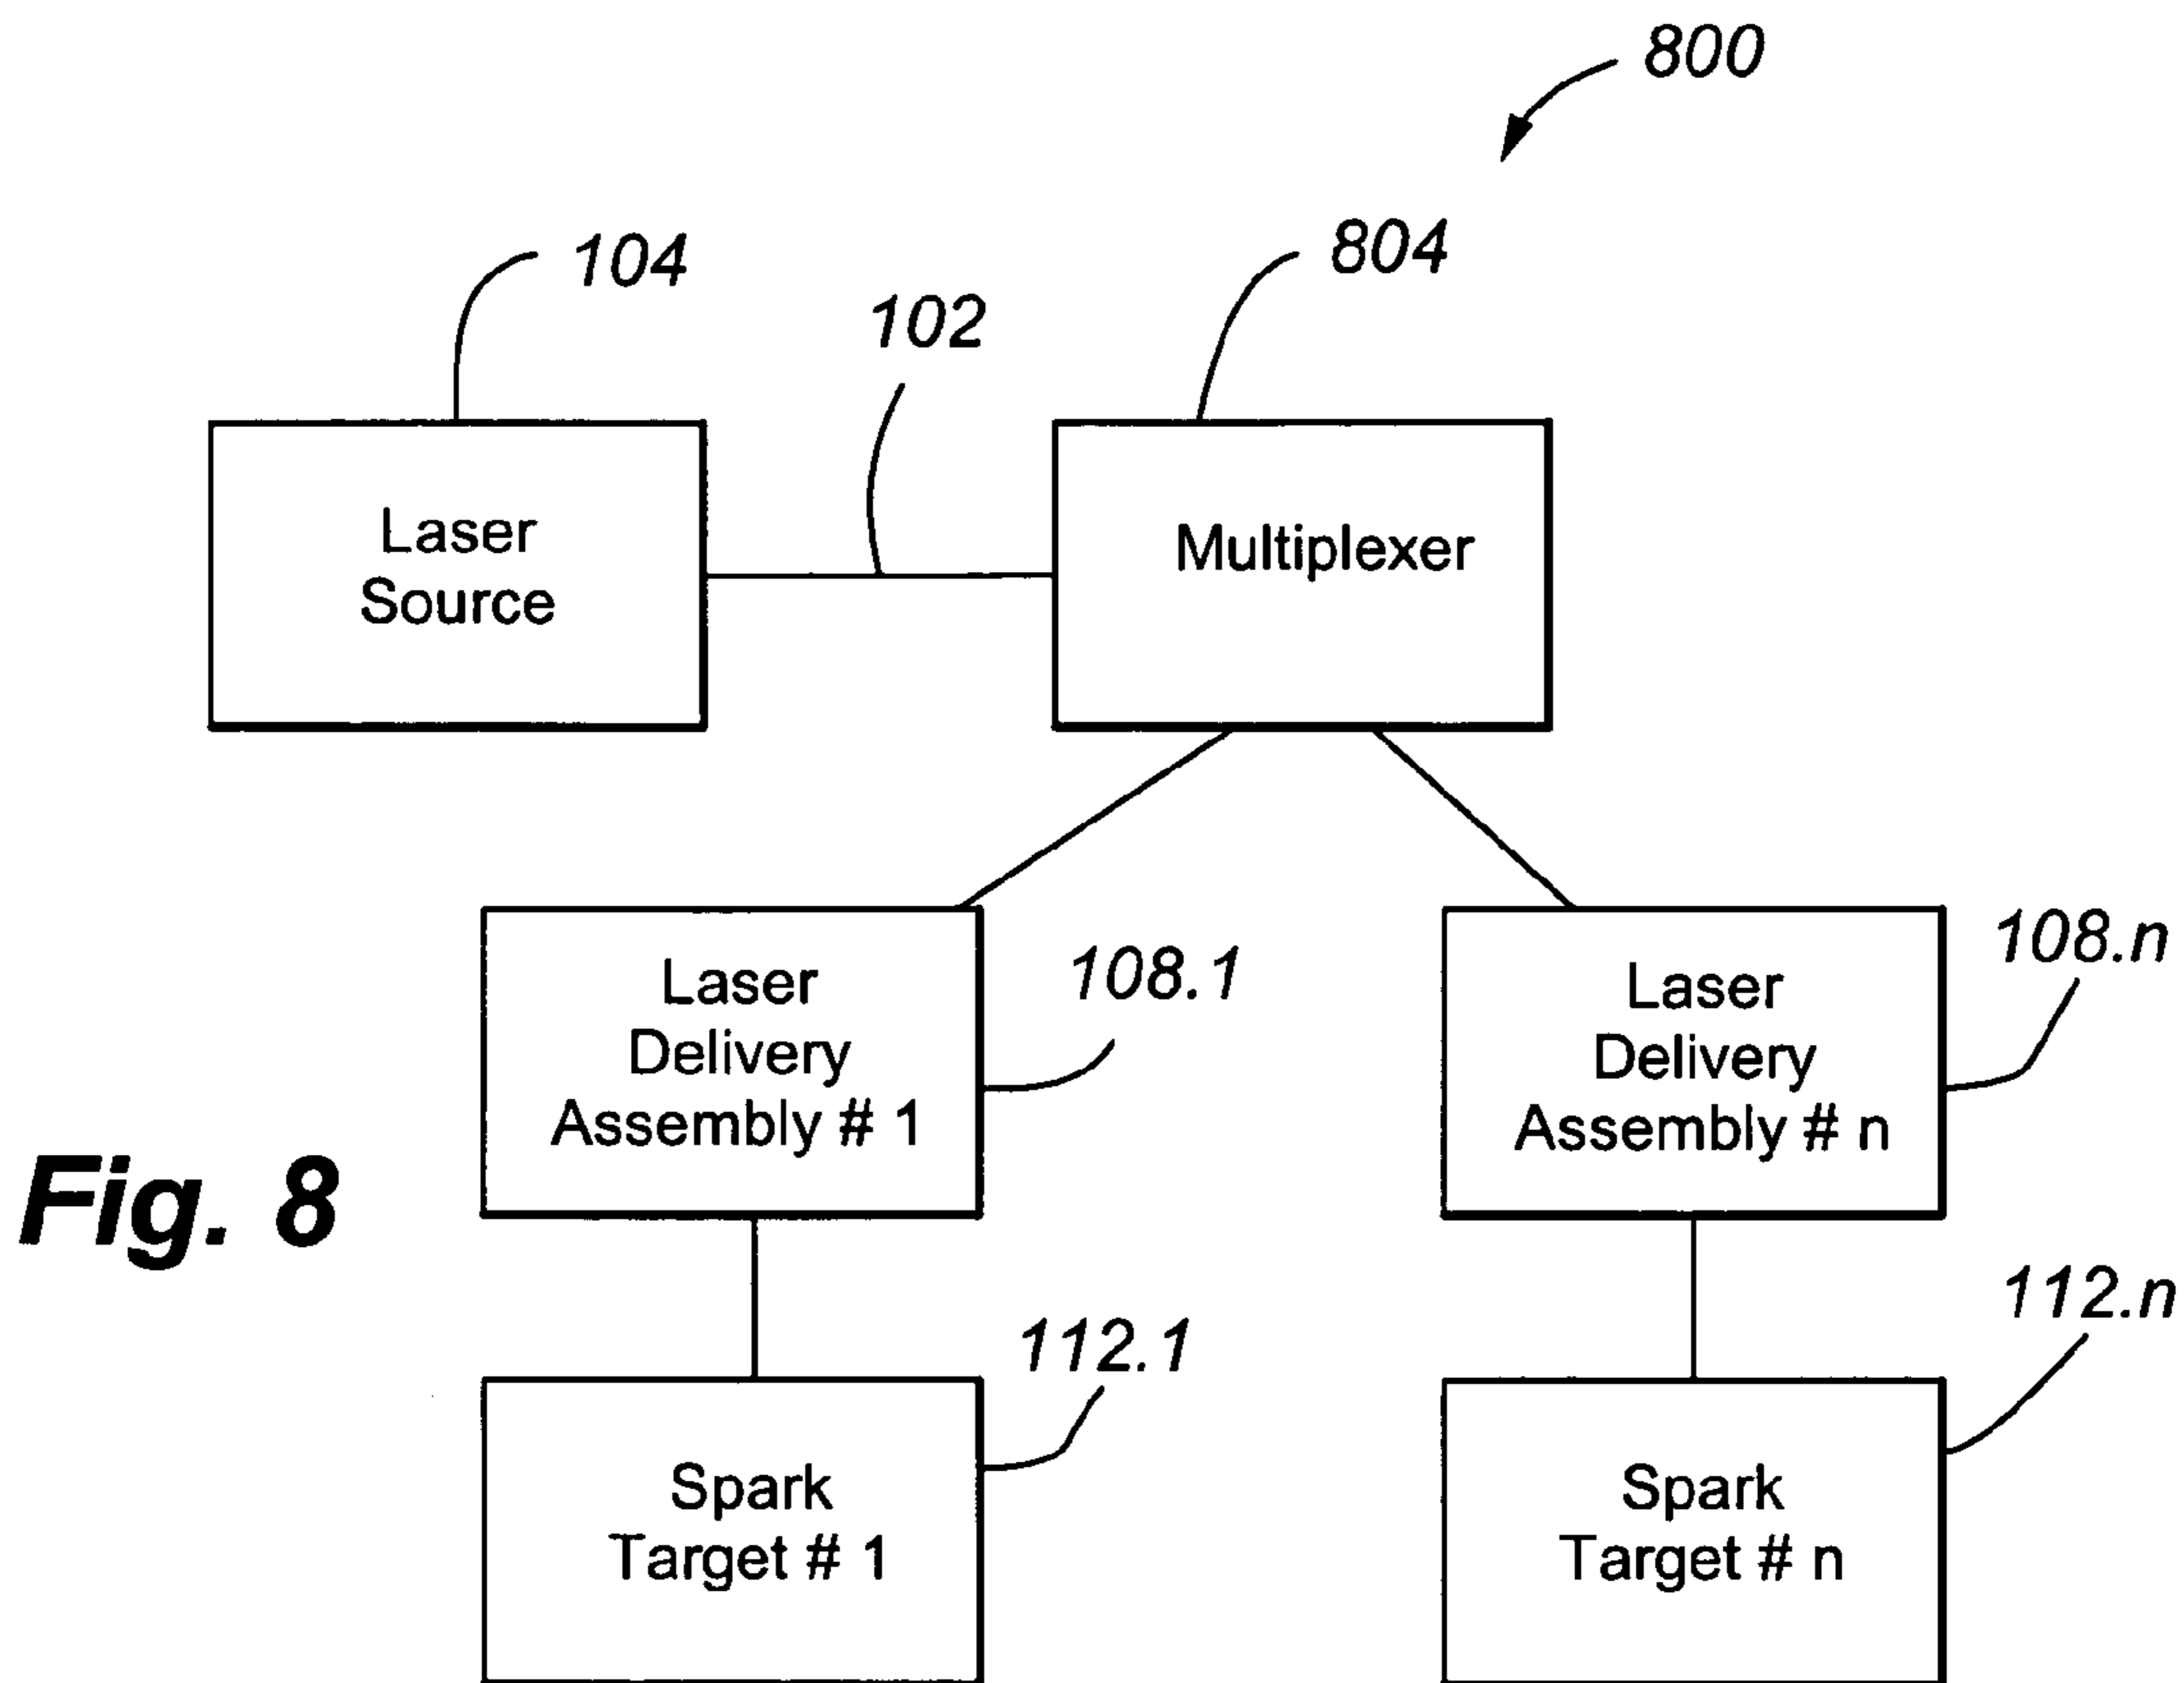 800
104
804
102
Laser
Source
Multiplexer
108.1
108.n
Laser
Delivery
Assembly # 1
Laser
Delivery
Assembly # n
Fig. 8
112.1
112.n
Spark
Target # 1
Spark
Target # n